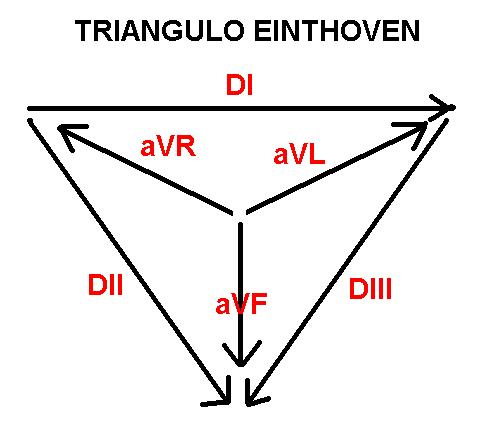 TRIANGULO EINTHOVEN
DI
aVR
aVL
DII
aVF
DIII